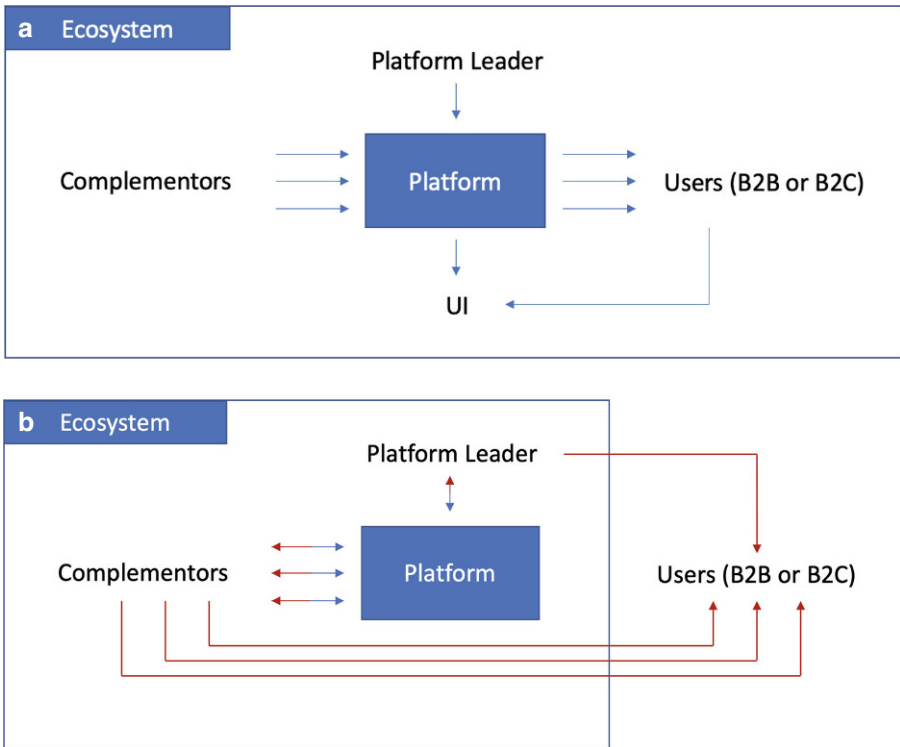 a Ecosystem
Platform Leader
Complementors
Platform
Users (B2B or B2C)
UI
b Ecosystem
Platform Leader
Complementors
Platform
Users (B2B or B2C)